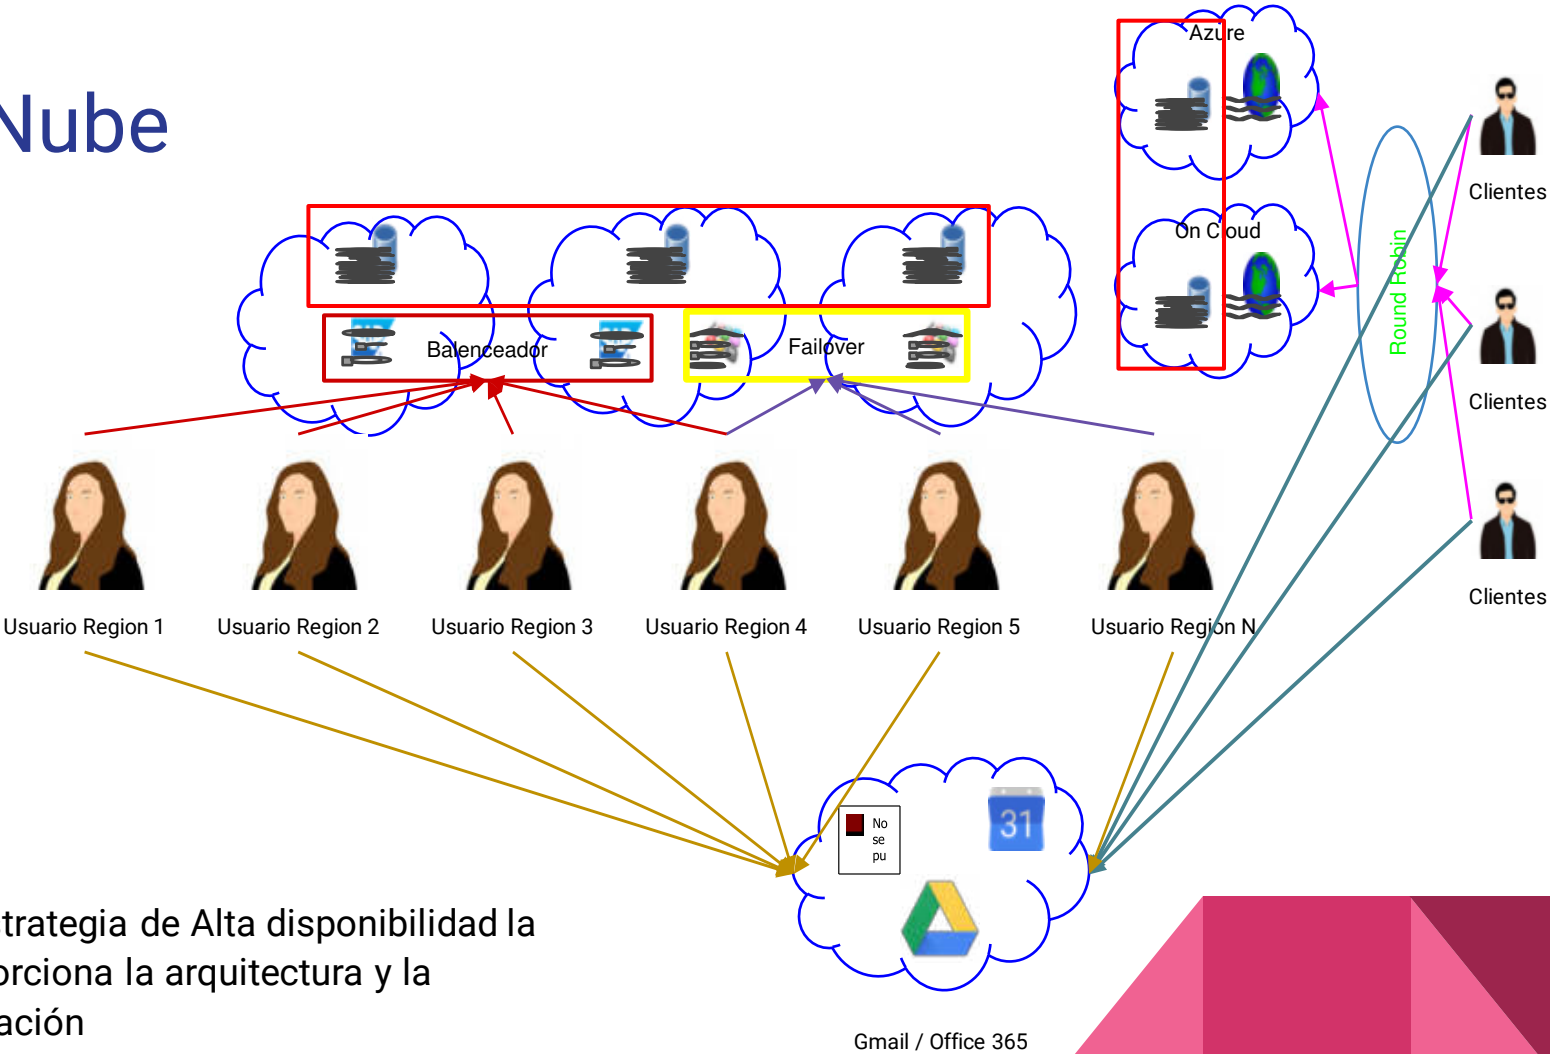 Nube
Azure
On Cloud
Round Robin
Clientes
Clientes
Clientes
Balenceador
Failover
Usuario Region 1
Usuario Region 2
Usuario Region 3
Usuario Region 4
Usuario Region 5
Usuario Region N
No
se
pu
31
strategia de Alta disponibilidad la
orciona la arquitectura y la
ación
Gmail / Office 365